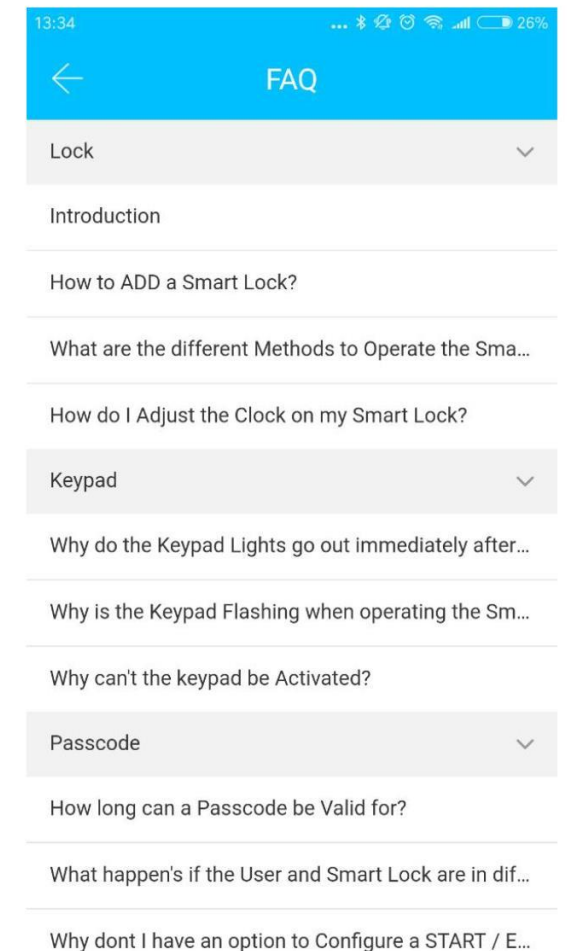 13:34 ... 26%
FAQ
Lock
Introduction
How to ADD a Smart Lock?
What are the different Methods to Operate the Sma...
How do I Adjust the Clock on my Smart Lock?
Keypad
Why do the Keypad Lights go out immediately after...
Why is the Keypad Flashing when operating the Sm...
Why can't the keypad be Activated?
Passcode
How long can a Passcode be Valid for?
What happen's if the User and Smart Lock are in dif...
Why dont I have an option to Configure a START / E...